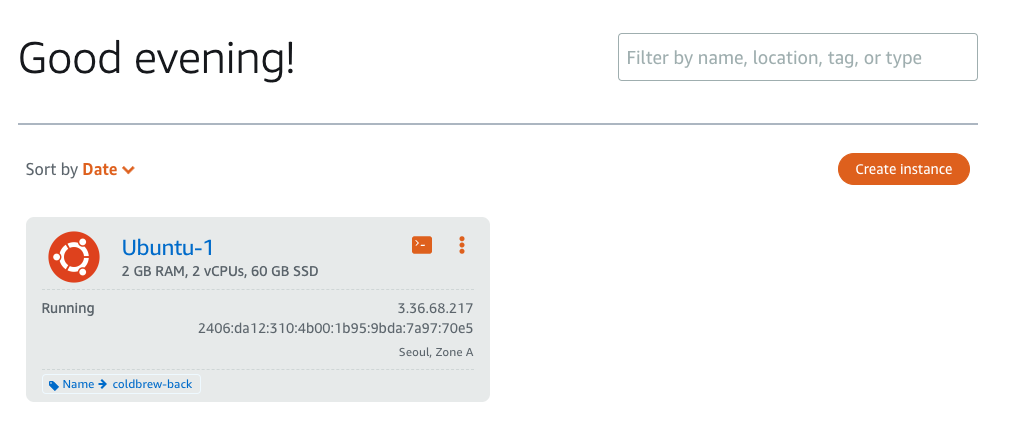 Good evening!
Filter by name, location, tag, or type
Sort by Date
Create instance
Ubuntu-1
2 GB RAM, 2 vCPUs, 60 GB SSD
Running
3.36.68.217
2406:da12:310:4b00:1b95:9bda:7a97:70e5
Seoul, Zone A
Name → coldbrew-back